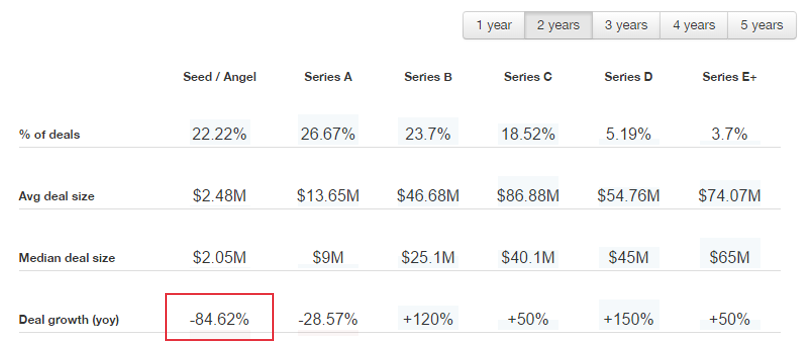 1 year 2 years 3 years 4 years 5 years
Seed / Angel Series A Series B Series C Series D Series E+
% of deals 22.22% 26.67% 23.7% 18.52% 5.19% 3.7%
Avg deal size $2.48M $13.65M $46.68M $86.88M $54.76M $74.07M
Median deal size $2.05M $9M $25.1M $40.1M $45M $65M
Deal growth (yoy) -84.62% -28.57% +120% +50% +150% +50%